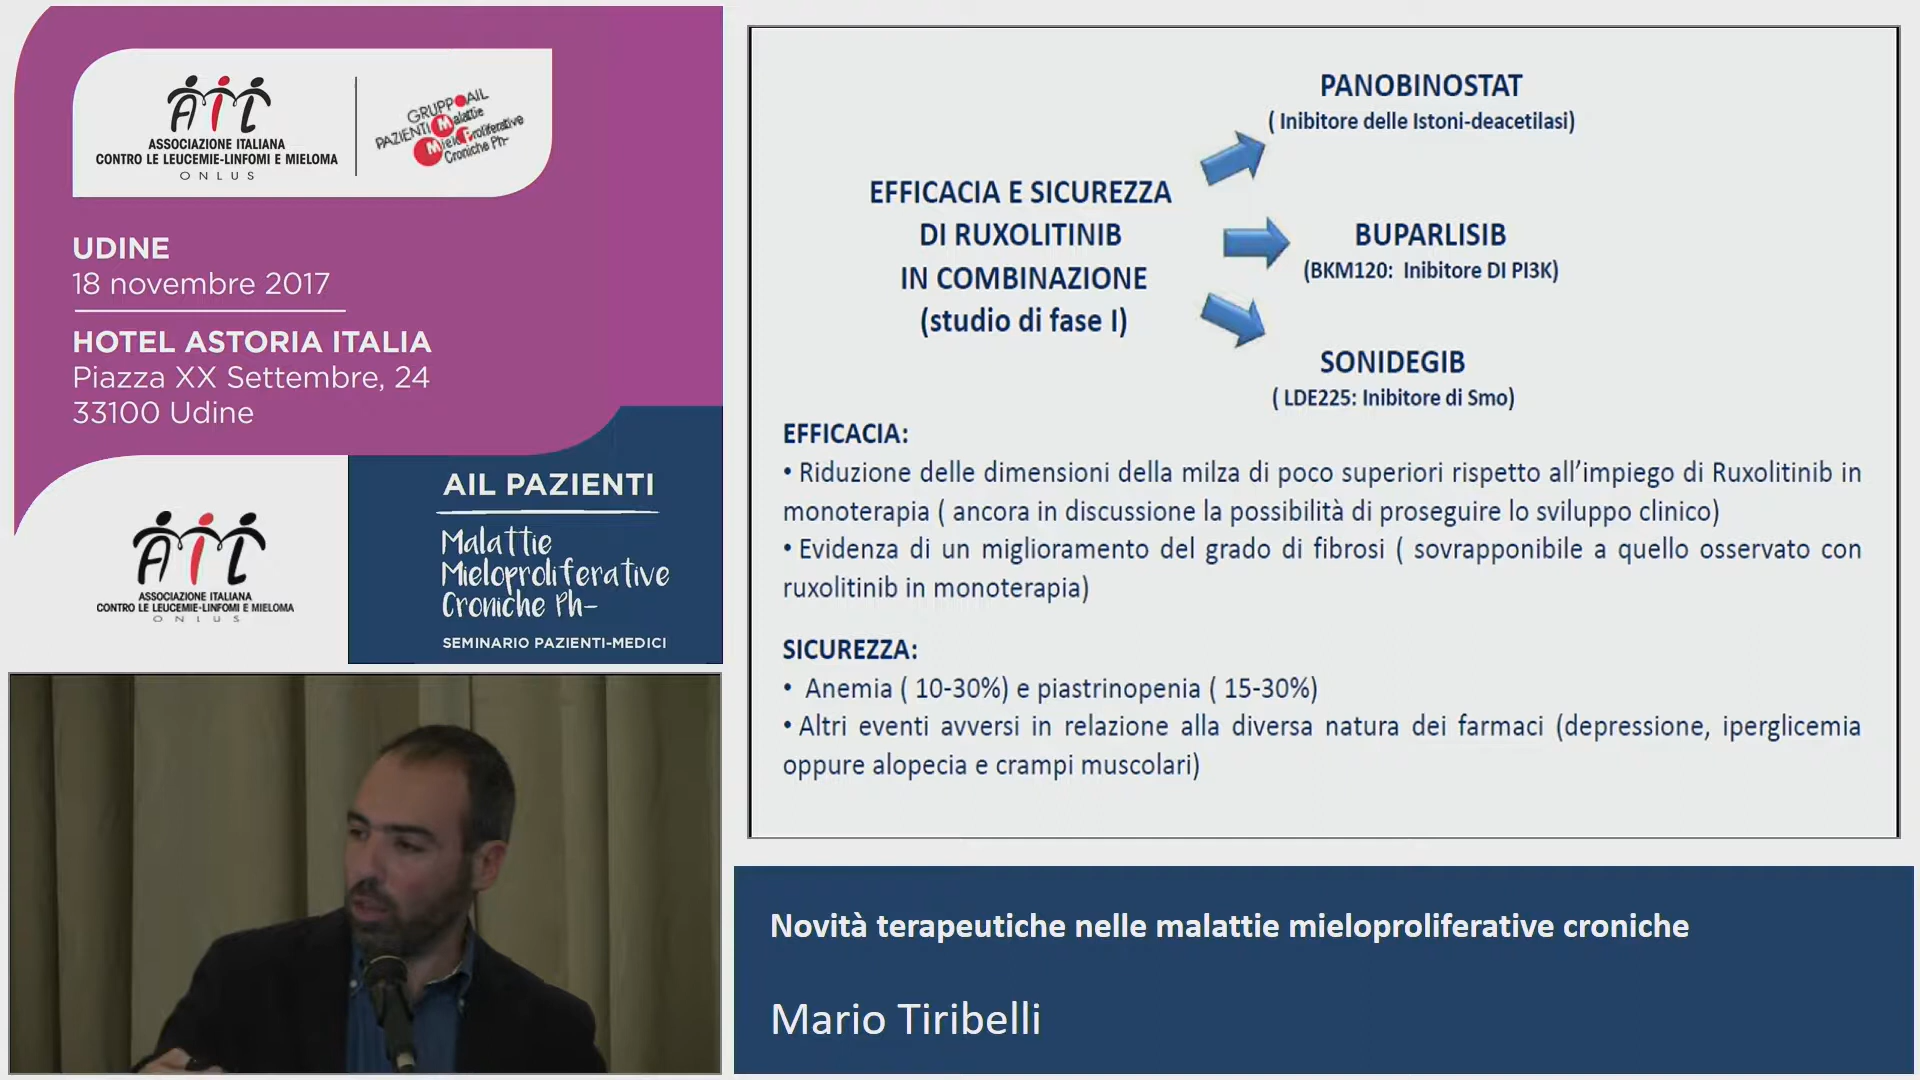 AIL
ASSOCIAZIONE ITALIANA
CONTRO LE LEUCEMIE-LINFOMI E MIELOMA
ONLUS
GRUPPO AIL
PAZIENTI Malattie
MieloProliferative
Croniche Ph-
UDINE
18 novembre 2017
HOTEL ASTORIA ITALIA
Piazza XX Settembre, 24
33100 Udine
AIL
ASSOCIAZIONE ITALIANA
CONTRO LE LEUCEMIE-LINFOMI E MIELOMA
ONLUS
AIL PAZIENTI
Malattie
Mieloproliferative
Croniche Ph-
SEMINARIO PAZIENTI-MEDICI
EFFICACIA E SICUREZZA
DI RUXOLITINIB
IN COMBINAZIONE
(studio di fase I)
PANOBINOSTAT
( Inibitore delle Istoni-deacetilasi)
BUPARLISIB
(BKM120: Inibitore DI PI3K)
SONIDEGIB
( LDE225: Inibitore di Smo)
EFFICACIA:
• Riduzione delle dimensioni della milza di poco superiori rispetto all’impiego di Ruxolitinib in
monoterapia ( ancora in discussione la possibilità di proseguire lo sviluppo clinico)
• Evidenza di un miglioramento del grado di fibrosi ( sovrapponibile a quello osservato con
ruxolitinib in monoterapia)
SICUREZZA:
• Anemia ( 10-30%) e piastrinopenia ( 15-30%)
• Altri eventi avversi in relazione alla diversa natura dei farmaci (depressione, iperglicemia
oppure alopecia e crampi muscolari)
Novità terapeutiche nelle malattie mieloproliferative croniche
Mario Tiribelli